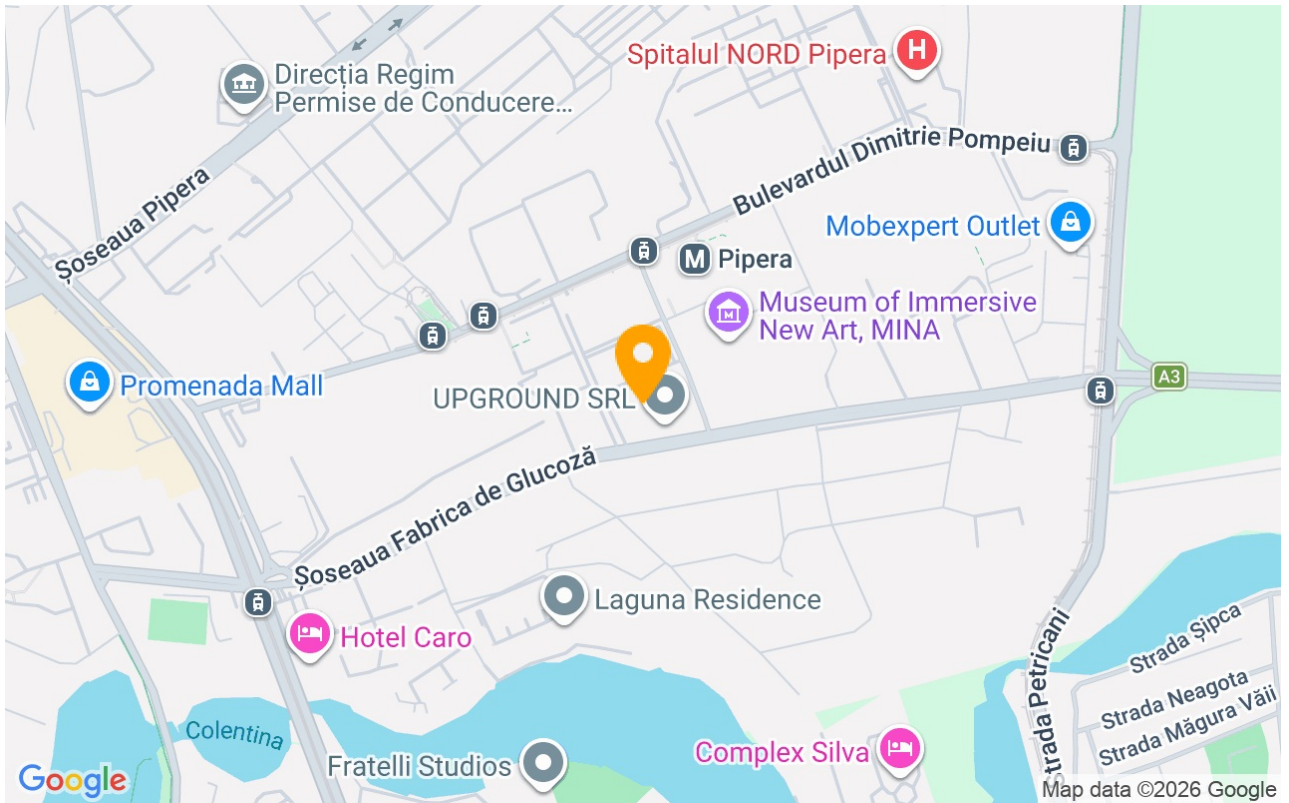 Spitalul NORD Pipera
H
Direcția Regim
Permise de Conducere...
Bulevardul Dimitrie Pompeiu
Șoseaua Pipera
Mobexpert Outlet
M Pipera
Museum of Immersive
New Art, MINA
M
A3
Promenada Mall
UPGROUND SRL
Șoseaua Fabrica de Glucoză
Laguna Residence
Hotel Caro
Strada Petricani
Strada Șipca
Strada Neagota
Strada Măgura Văii
Colentina
Complex Silva
Fratelli Studios
Google
Map data ©2026 Google